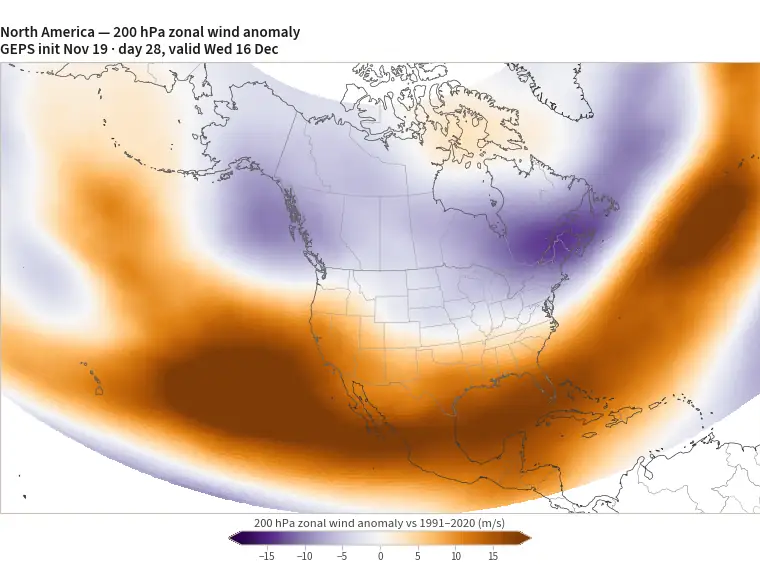 North America — 200 hPa zonal wind anomaly
GEPS init Nov 19 · day 28, valid Wed 16 Dec
200 hPa zonal wind anomaly vs 1991–2020 (m/s)
−15 −10 −5 0 5 10 15